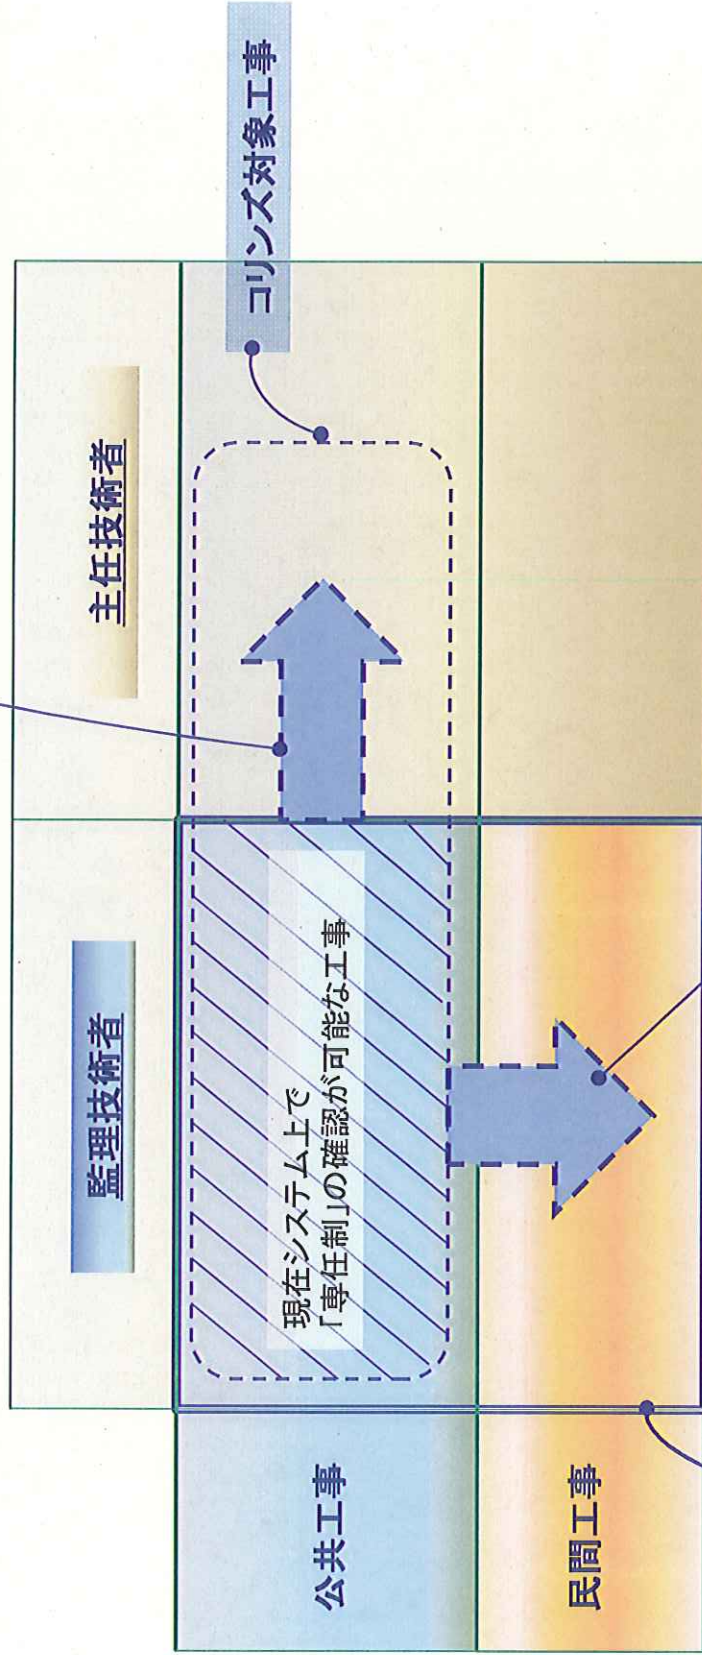 監理技術者
主任技術者
公共工事
現在システム上で
「専任制」の確認が可能な工事
コリンズ対象工事
民間工事